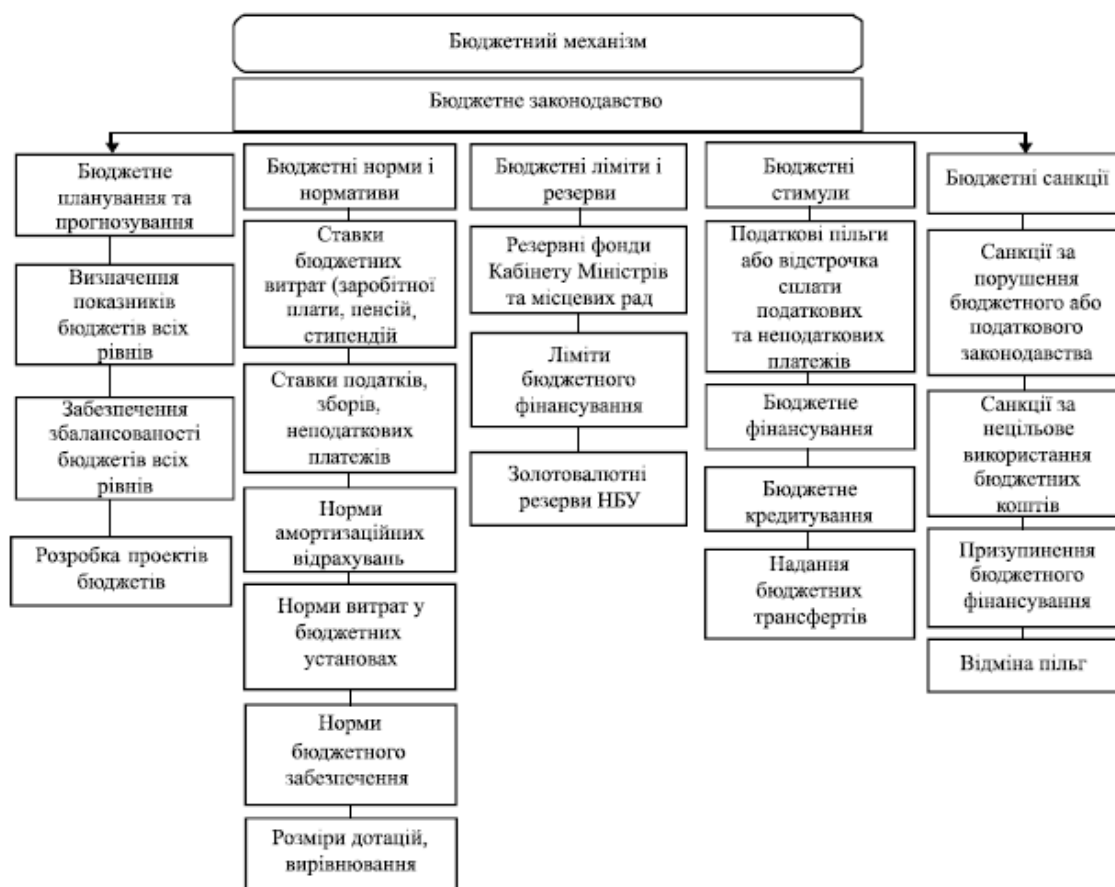 Бюджетний механізм
Бюджетне законодавство
Бюджетне
планування та
прогнозування
Визначення
показників
бюджетів всіх
рівнів
Забезпечення
збалансованості
бюджетів всіх
рівнів
Розробка проектів
бюджетів
Бюджетні норми і
нормативи
Ставки
бюджетних
витрат (заробітної
плати, пенсій,
стипендій
Ставки податків,
зборів,
неподаткових
платежів
Норми
амортизаційних
відрахувань
Норми витрат у
бюджетних
установах
Норми
бюджетного
забезпечення
Розміри дотацій,
вирівнювання
Бюджетні ліміти і
резерви
Резервні фонди
Кабінету Міністрів
та місцевих рад
Ліміти
бюджетного
фінансування
Золотовалютні
резерви НБУ
Бюджетні
стимули
Податкові пільги
або відстрочка
сплати
податкових
та неподаткових
платежів
Бюджетне
фінансування
Бюджетне
кредитування
Надання
бюджетних
трансфертів
Бюджетні санкції
Санкції за
порушення
бюджетного або
податкового
законодавства
Санкції за
нецільове
використання
бюджетних
коштів
Призупинення
бюджетного
фінансування
Відміна пільг